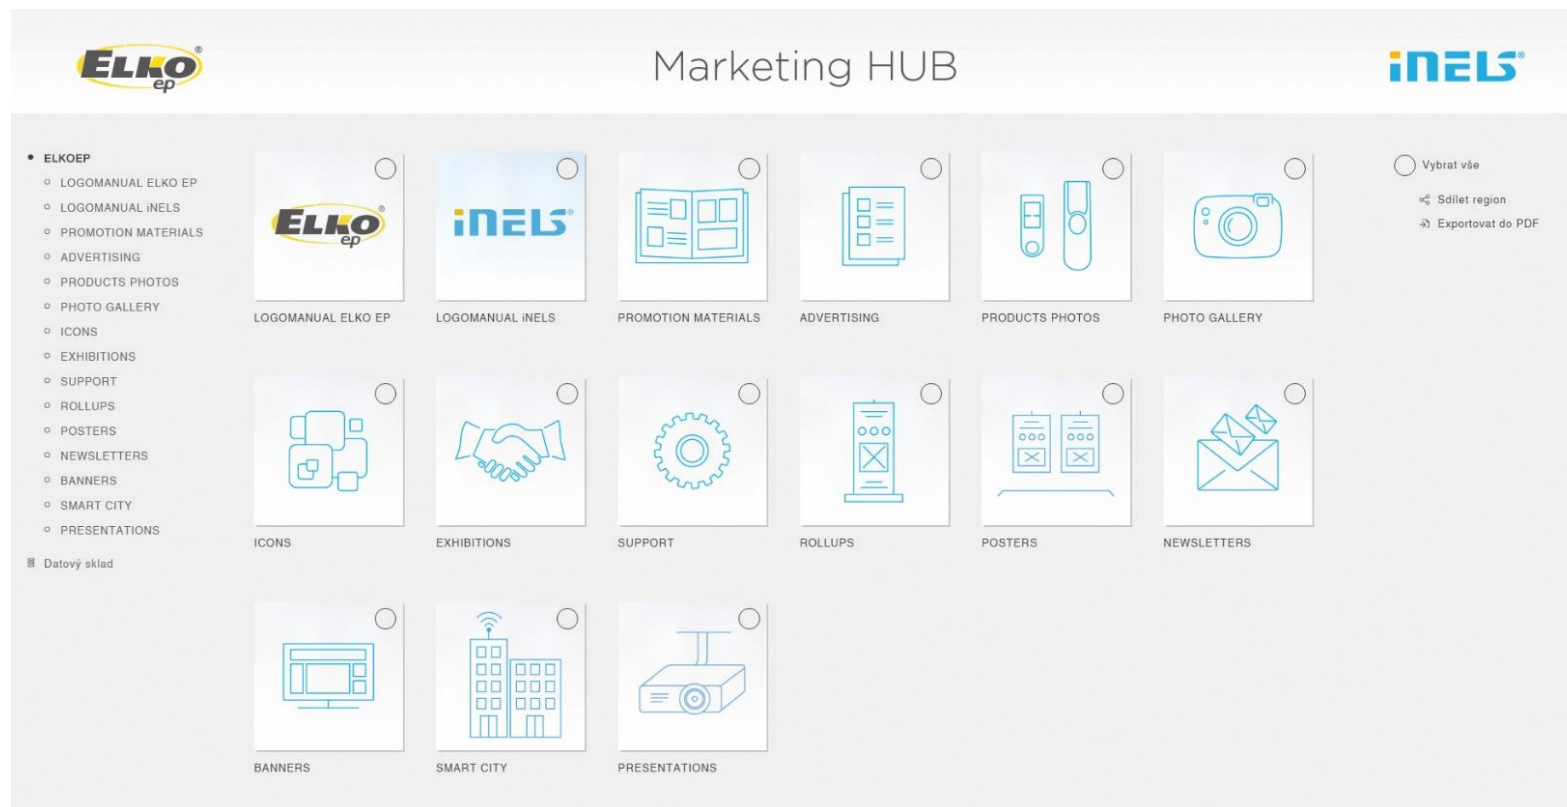 ELKO ep®
Marketing HUB
iNELS®
ELKOEP
LOGOMANUAL ELKO EP
LOGOMANUAL iNELS
PROMOTION MATERIALS
ADVERTISING
PRODUCTS PHOTOS
PHOTO GALLERY
ICONS
EXHIBITIONS
SUPPORT
ROLLUPS
POSTERS
NEWSLETTERS
BANNERS
SMART CITY
PRESENTATIONS
Datový sklad
ELKO ep®
iNELS®
LOGOMANUAL ELKO EP
LOGOMANUAL iNELS
PROMOTION MATERIALS
ADVERTISING
PRODUCTS PHOTOS
PHOTO GALLERY
ICONS
EXHIBITIONS
SUPPORT
ROLLUPS
POSTERS
NEWSLETTERS
BANNERS
SMART CITY
PRESENTATIONS
Vybrat vše
Sdílet region
Exportovat do PDF